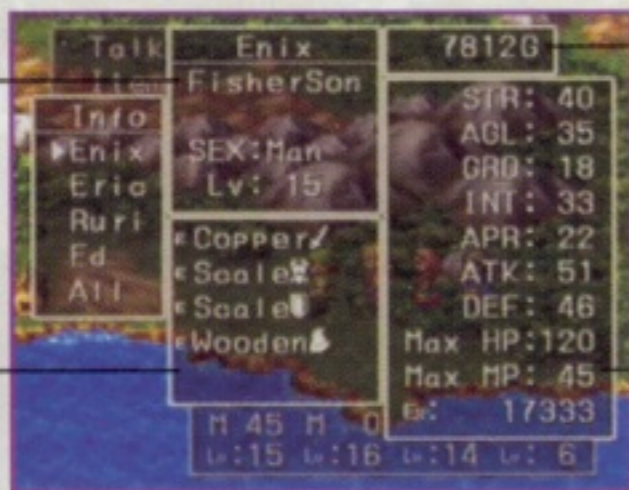 Talk
Item
Info
Enix
Eric
Ruri
Ed
All
Enix
FisherSon
SEX:Man
Lv: 15
E Copper
E Scale
E Scale
E Wooden
7812G
STR: 40
AGL: 35
GRD: 18
INT: 33
APR: 22
ATK: 51
DEF: 46
Max HP:120
Max MP: 45
17333
M 45 M 0
Lv:15 Lv:16 Lv:14 Lv: 6